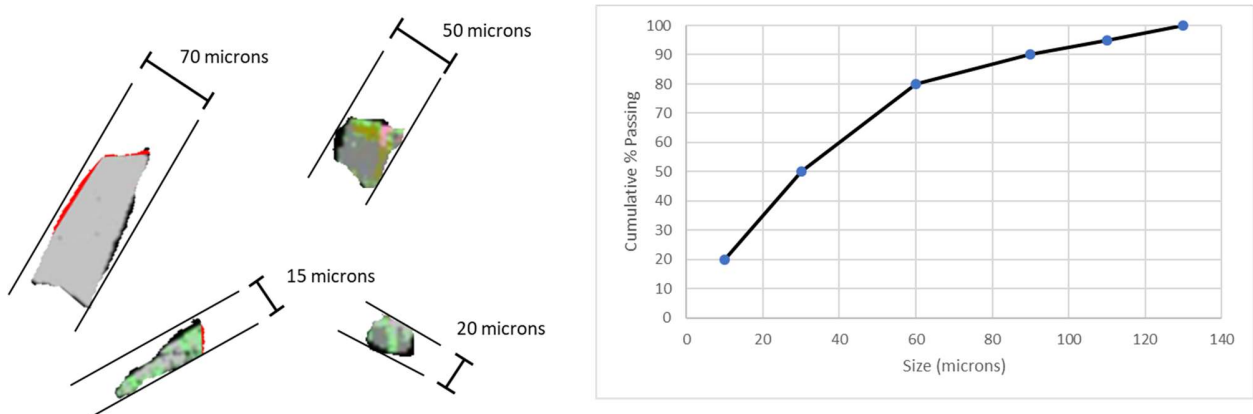 70 microns
50 microns
15 microns
20 microns
Cumulative % Passing
100
90
80
70
60
50
40
30
20
10
0
0 20 40 60 80 100 120 140
Size (microns)